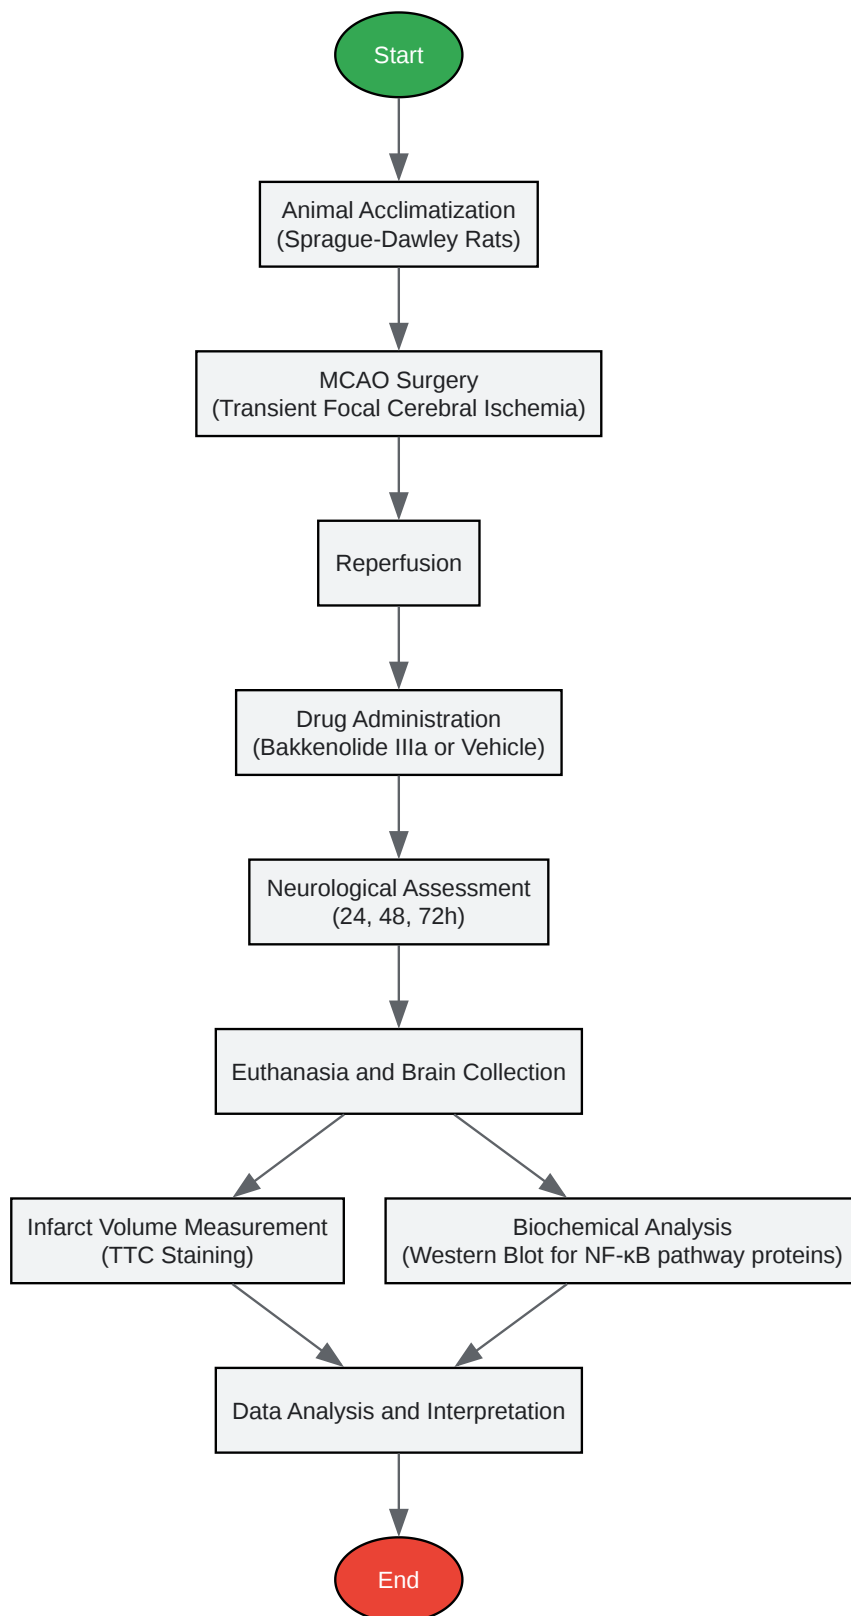 Start
Animal Acclimatization
(Sprague-Dawley Rats)
MCAO Surgery
(Transient Focal Cerebral Ischemia)
Reperfusion
Drug Administration
(Bakkenolide IIIa or Vehicle)
Neurological Assessment
(24, 48, 72h)
Euthanasia and Brain Collection
Infarct Volume Measurement
(TTC Staining)
Biochemical Analysis
(Western Blot for NF-κB pathway proteins)
Data Analysis and Interpretation
End